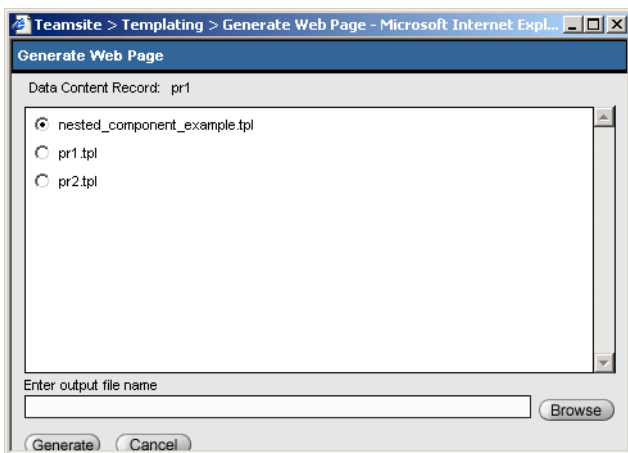 Teamsite > Templating > Generate Web Page - Microsoft Internet Expl...
Generate Web Page
Data Content Record: pr1
nested_component_example.tpl
pr1.tpl
pr2.tpl
Enter output file name
Browse
Generate Cancel